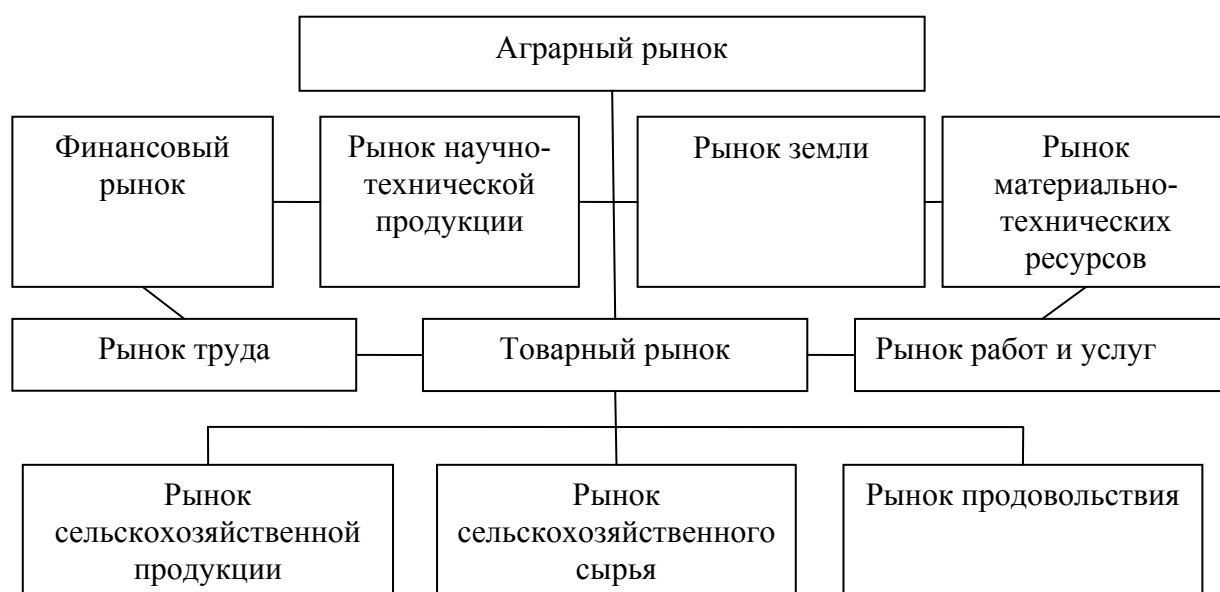 Аграрный рынок
Финансовый
рынок
Рынок научно-
технической
продукции
Рынок земли
Рынок
материально-
технических
ресурсов
Рынок труда
Товарный рынок
Рынок работ и услуг
Рынок
сельскохозяйственной
продукции
Рынок
сельскохозяйственного
сырья
Рынок продовольствия